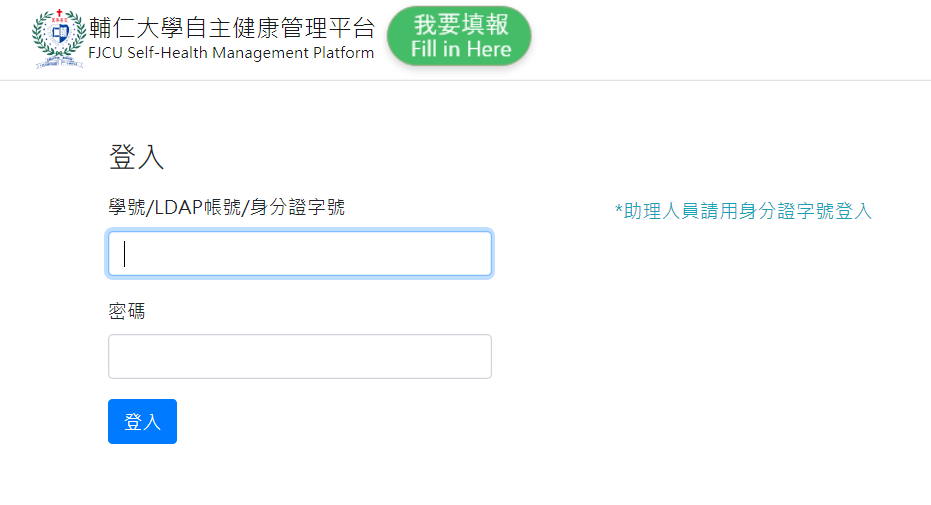 輔仁大學自主健康管理平台
FJCU Self-Health Management Platform
我要填報
Fill in Here
登入
學號/LDAP帳號/身分證字號
*助理人員請用身分證字號登入
密碼
登入